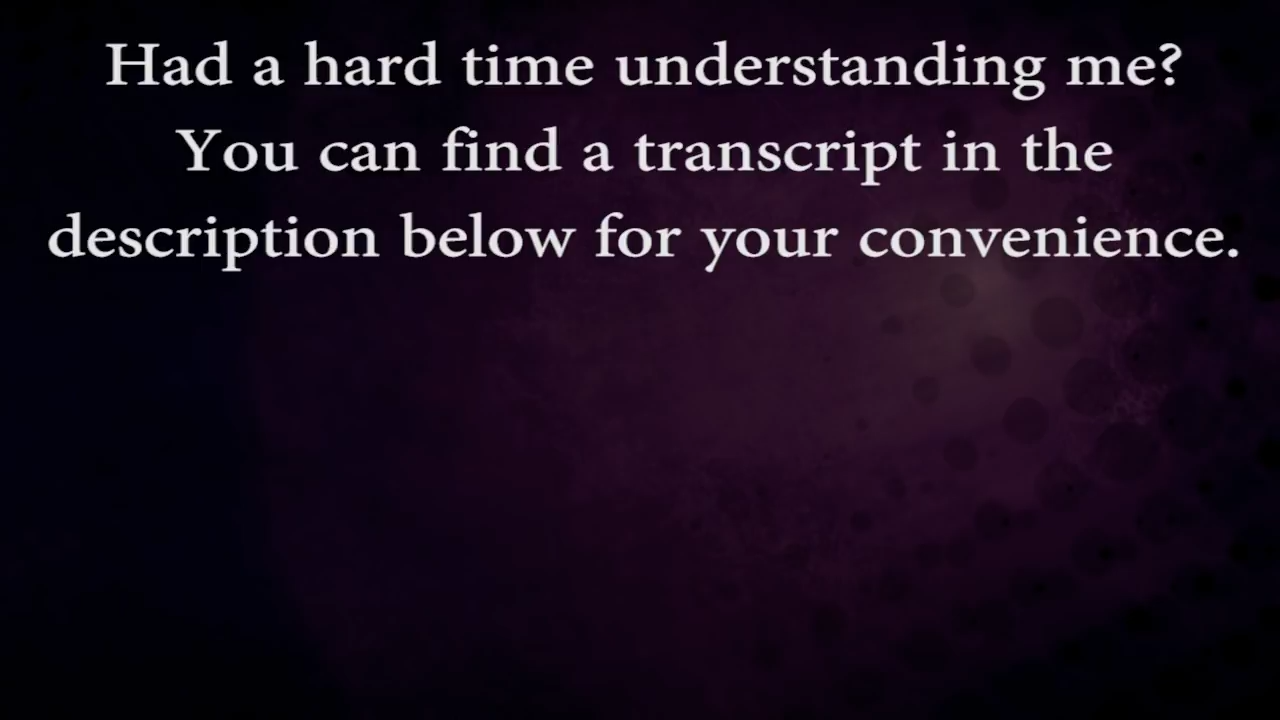 Had a hard time understanding me?
You can find a transcript in the
description below for your convenience.